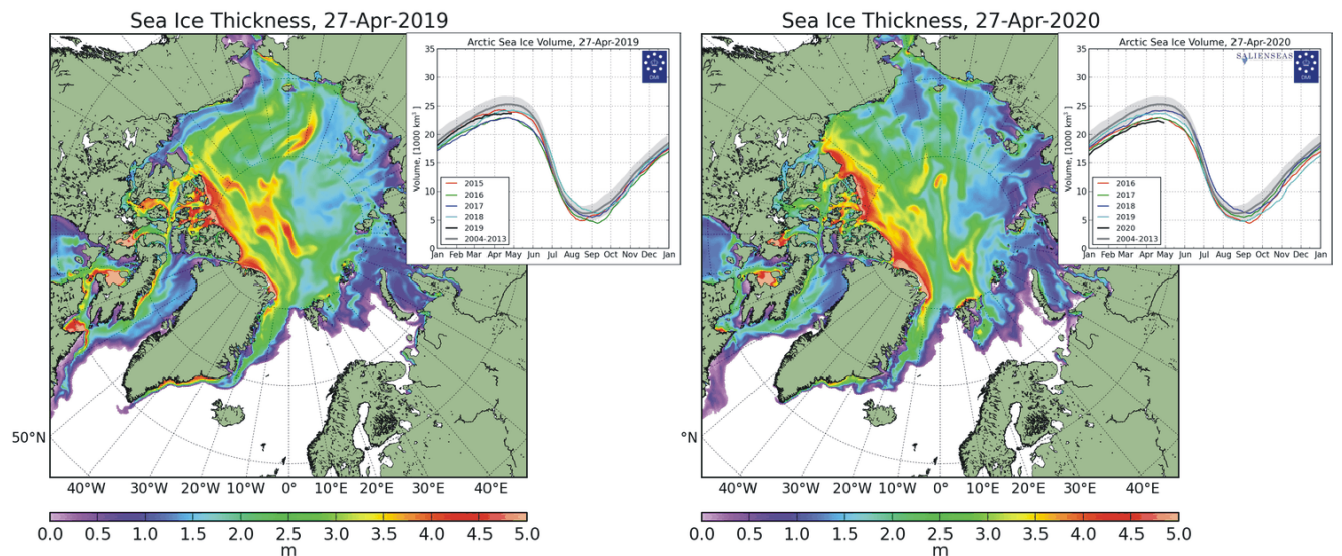 Sea Ice Thickness, 27-Apr-2019
Arctic Sea Ice Volume, 27-Apr-2019
DMI
Volume, [1000 km³]
35
30
25
20
15
10
5
0
2015
2016
2017
2018
2019
2004-2013
Jan Feb Mar Apr May Jun Jul Aug Sep Oct Nov Dec Jan
50°N
40°W 30°W 20°W 10°W 0° 10°E 20°E 30°E 40°E
0.0 0.5 1.0 1.5 2.0 2.5 3.0 3.5 4.0 4.5 5.0
m
Sea Ice Thickness, 27-Apr-2020
Arctic Sea Ice Volume, 27-Apr-2020
SALIENSEAS
DMI
Volume, [1000 km³]
35
30
25
20
15
10
5
0
2016
2017
2018
2019
2020
2004-2013
Jan Feb Mar Apr May Jun Jul Aug Sep Oct Nov Dec Jan
°N
40°W 30°W 20°W 10°W 0° 10°E 20°E 30°E 40°E
0.0 0.5 1.0 1.5 2.0 2.5 3.0 3.5 4.0 4.5 5.0
m